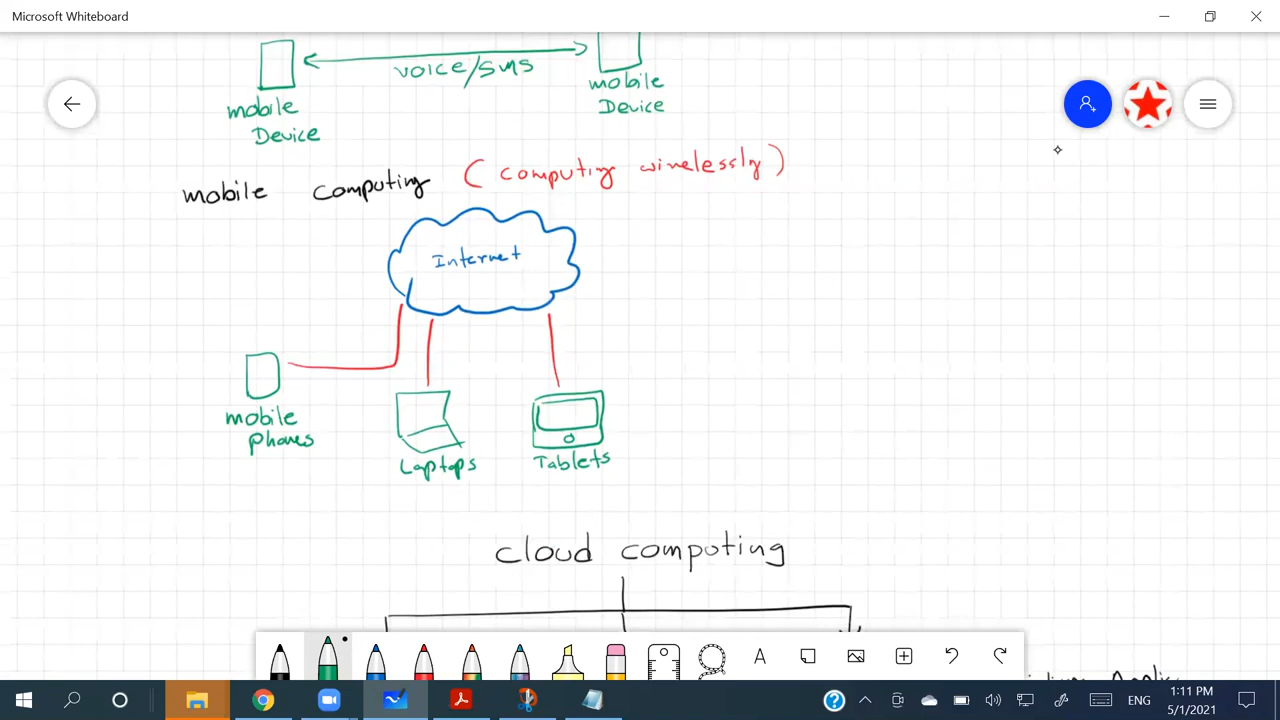 Microsoft Whiteboard
voice/sms
mobile
Device
mobile
Device
mobile computing (computing wirelessly)
Internet
mobile
phones
Laptops
Tablets
cloud computing
A
ENG
1:11 PM
5/1/2021